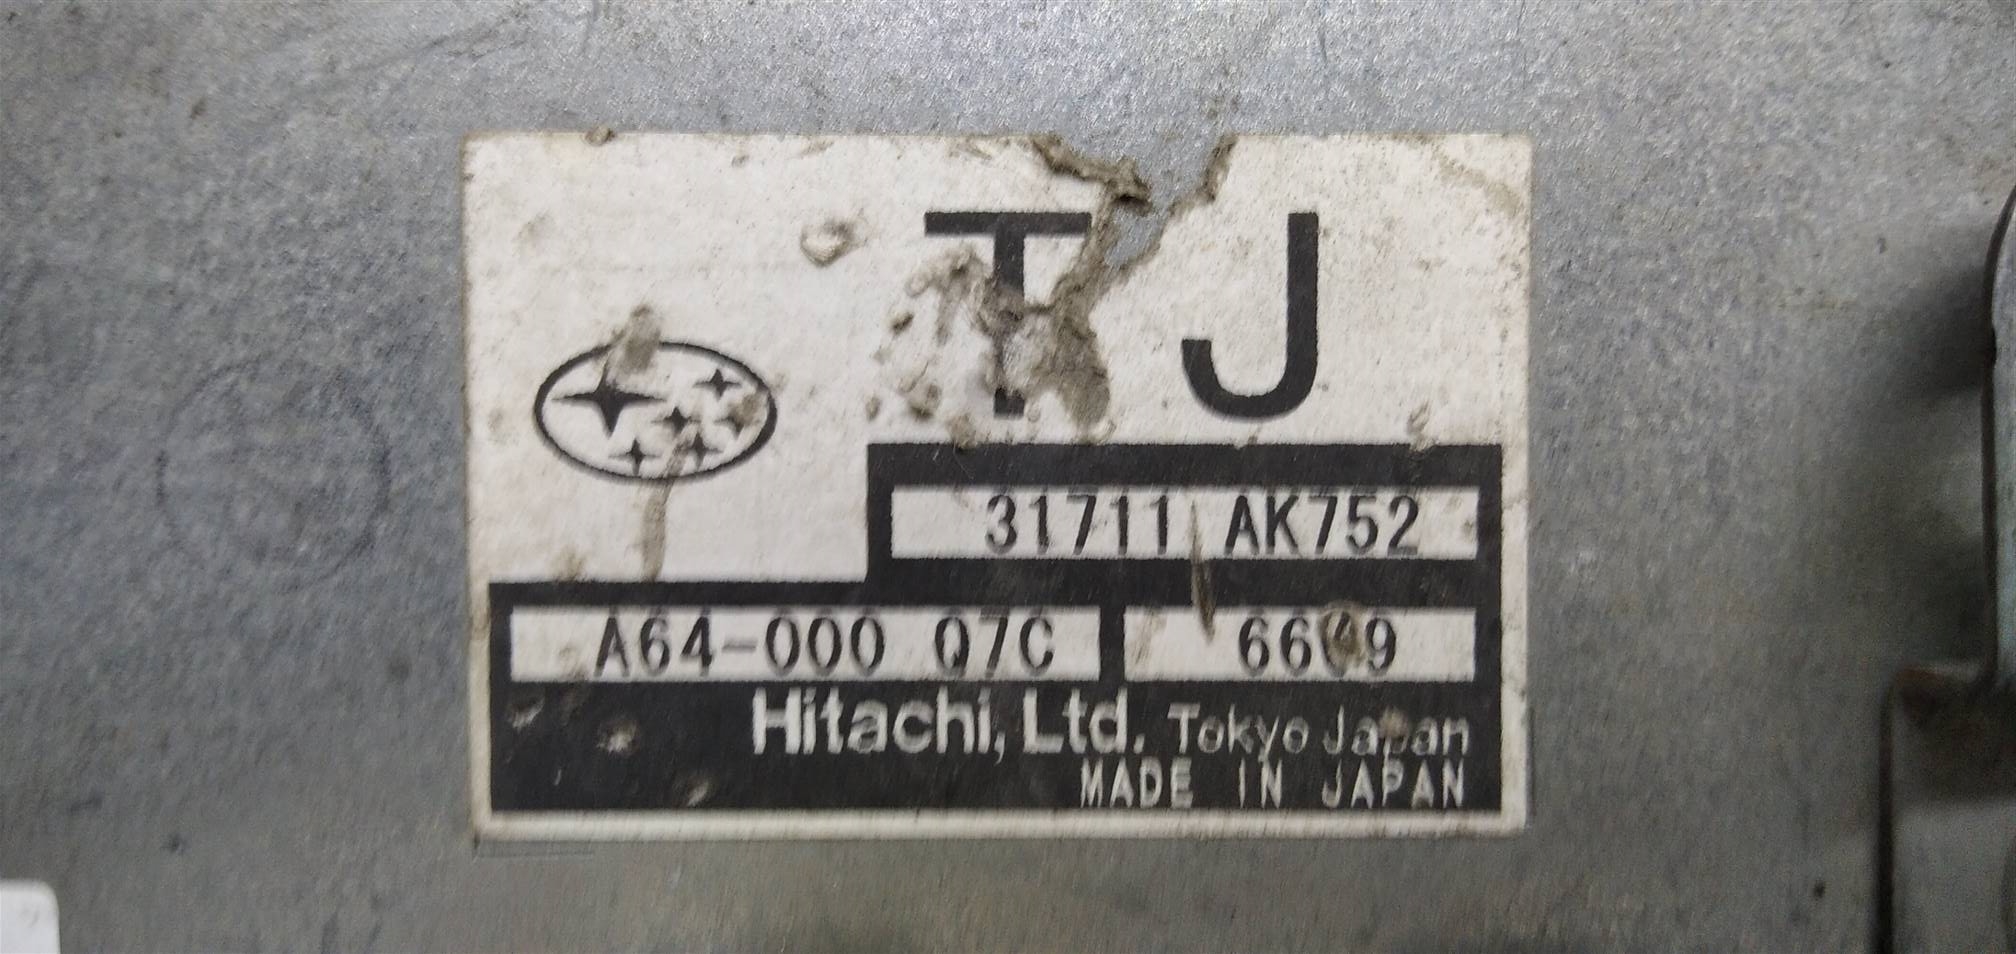 T J
31711 AK752
A64-000 Q7C
Hitachi, Ltd. Tokyo Japan
MADE IN JAPAN